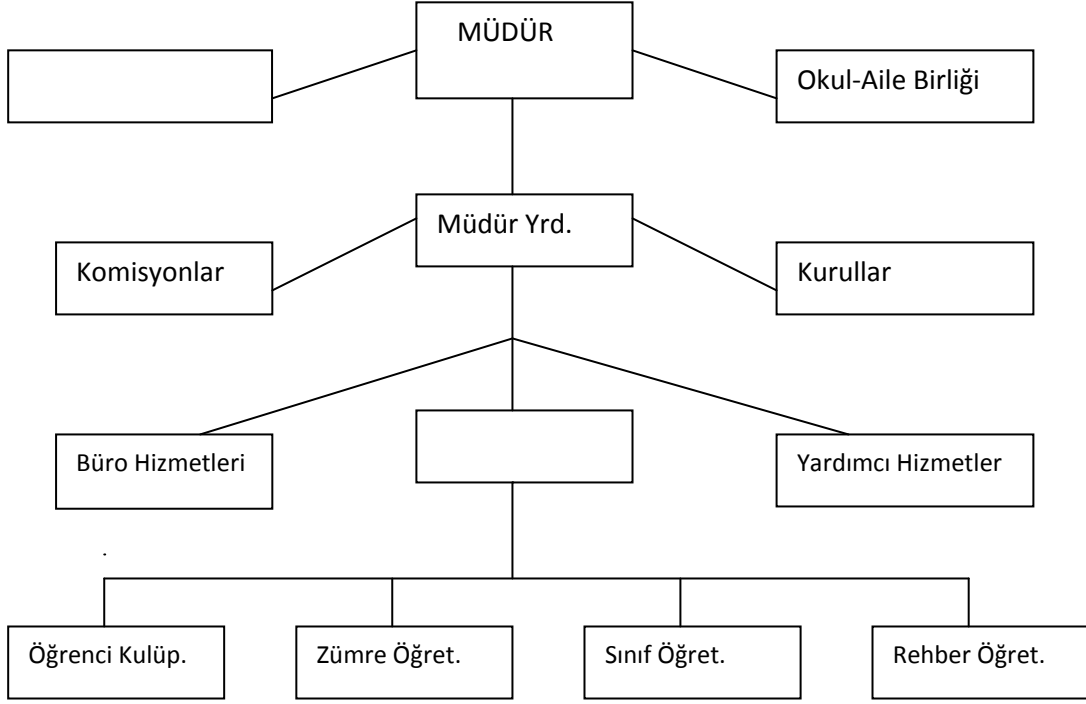 MÜDÜR
Okul-Aile Birliği
Müdür Yrd.
Komisyonlar
Kurullar
Büro Hizmetleri
Yardımcı Hizmetler
.
Öğrenci Kulüp.
Zümre Öğret.
Sınıf Öğret.
Rehber Öğret.